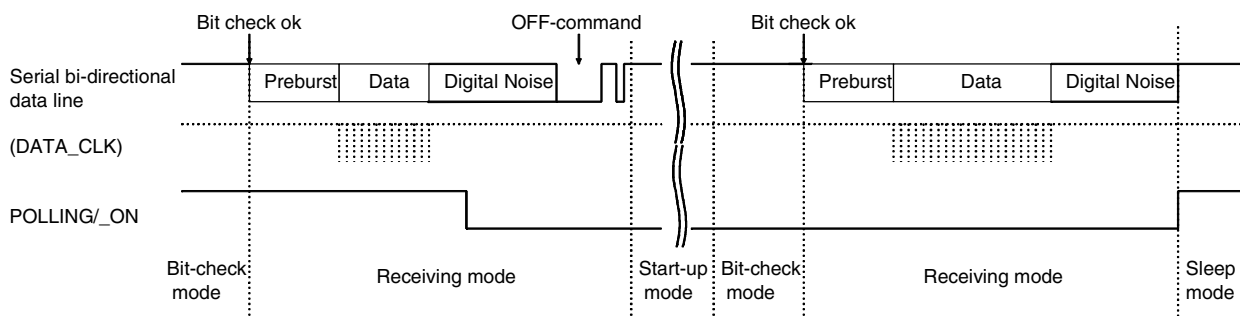 Bit check ok
OFF-command
Bit check ok
Serial bi-directional
data line
Preburst
Data
Digital Noise
Preburst
Data
Digital Noise
(DATA_CLK)
POLLING/_ON
Bit-check
mode
Receiving mode
Start-up
mode
Bit-check
mode
Receiving mode
Sleep
mode